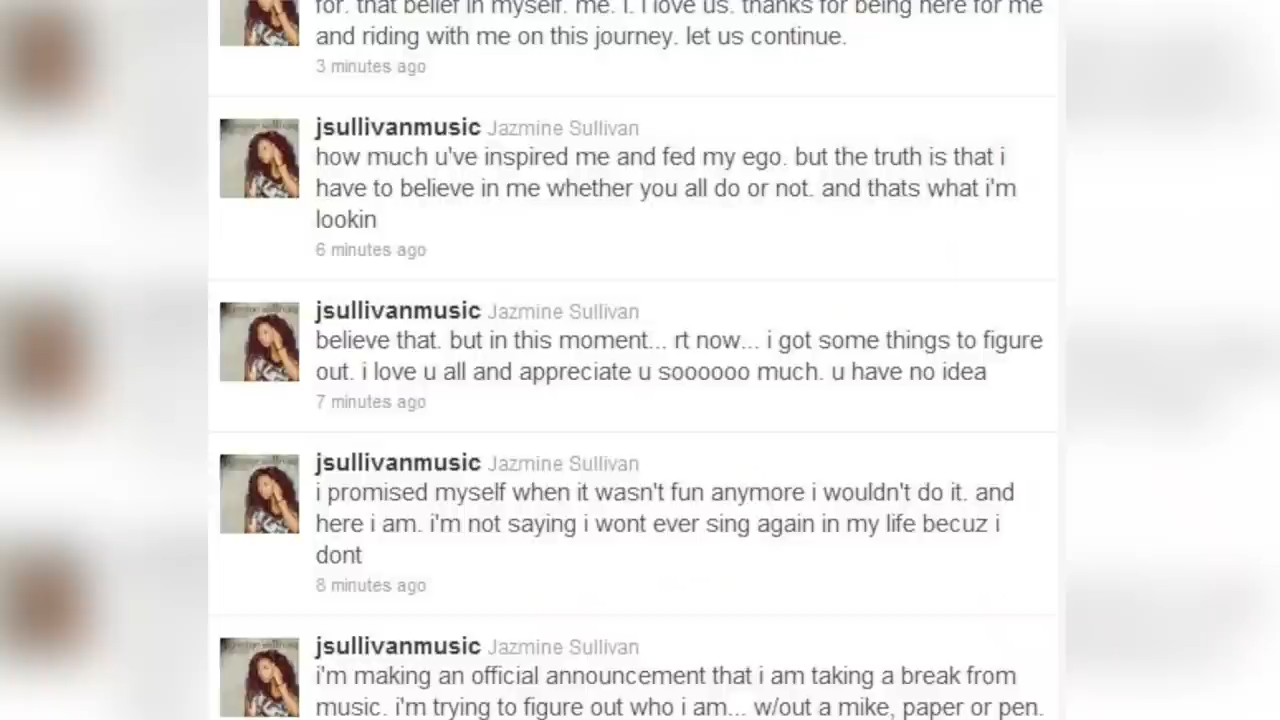 for. that belief in myself. me. I. i love us. thanks for being here for me
and riding with me on this journey. let us continue.
3 minutes ago
jsullivanmusic Jazmine Sullivan
how much u've inspired me and fed my ego. but the truth is that i
have to believe in me whether you all do or not. and thats what i'm
lookin
6 minutes ago
jsullivanmusic Jazmine Sullivan
believe that. but in this moment... rt now... i got some things to figure
out. i love u all and appreciate u soooooo much. u have no idea
7 minutes ago
jsullivanmusic Jazmine Sullivan
i promised myself when it wasn't fun anymore i wouldn't do it. and
here i am. i'm not saying i wont ever sing again in my life becuz i
dont
8 minutes ago
jsullivanmusic Jazmine Sullivan
i'm making an official announcement that i am taking a break from
music. i'm trying to figure out who i am... w/out a mike, paper or pen.